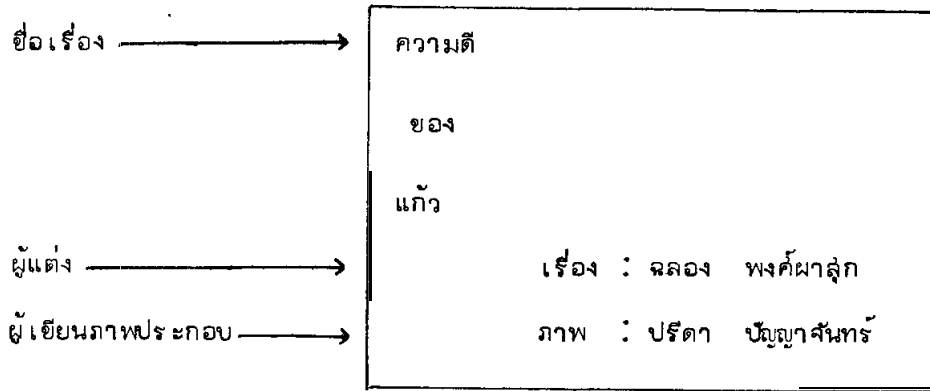 ชื่อเรื่อง ความดี
ของ
แก้ว
ผู้แต่ง เรื่อง : ฉลอง พงค์ผาสุก
ผู้เขียนภาพประกอบ ภาพ : ปรีดา ปัญญาจันทร์